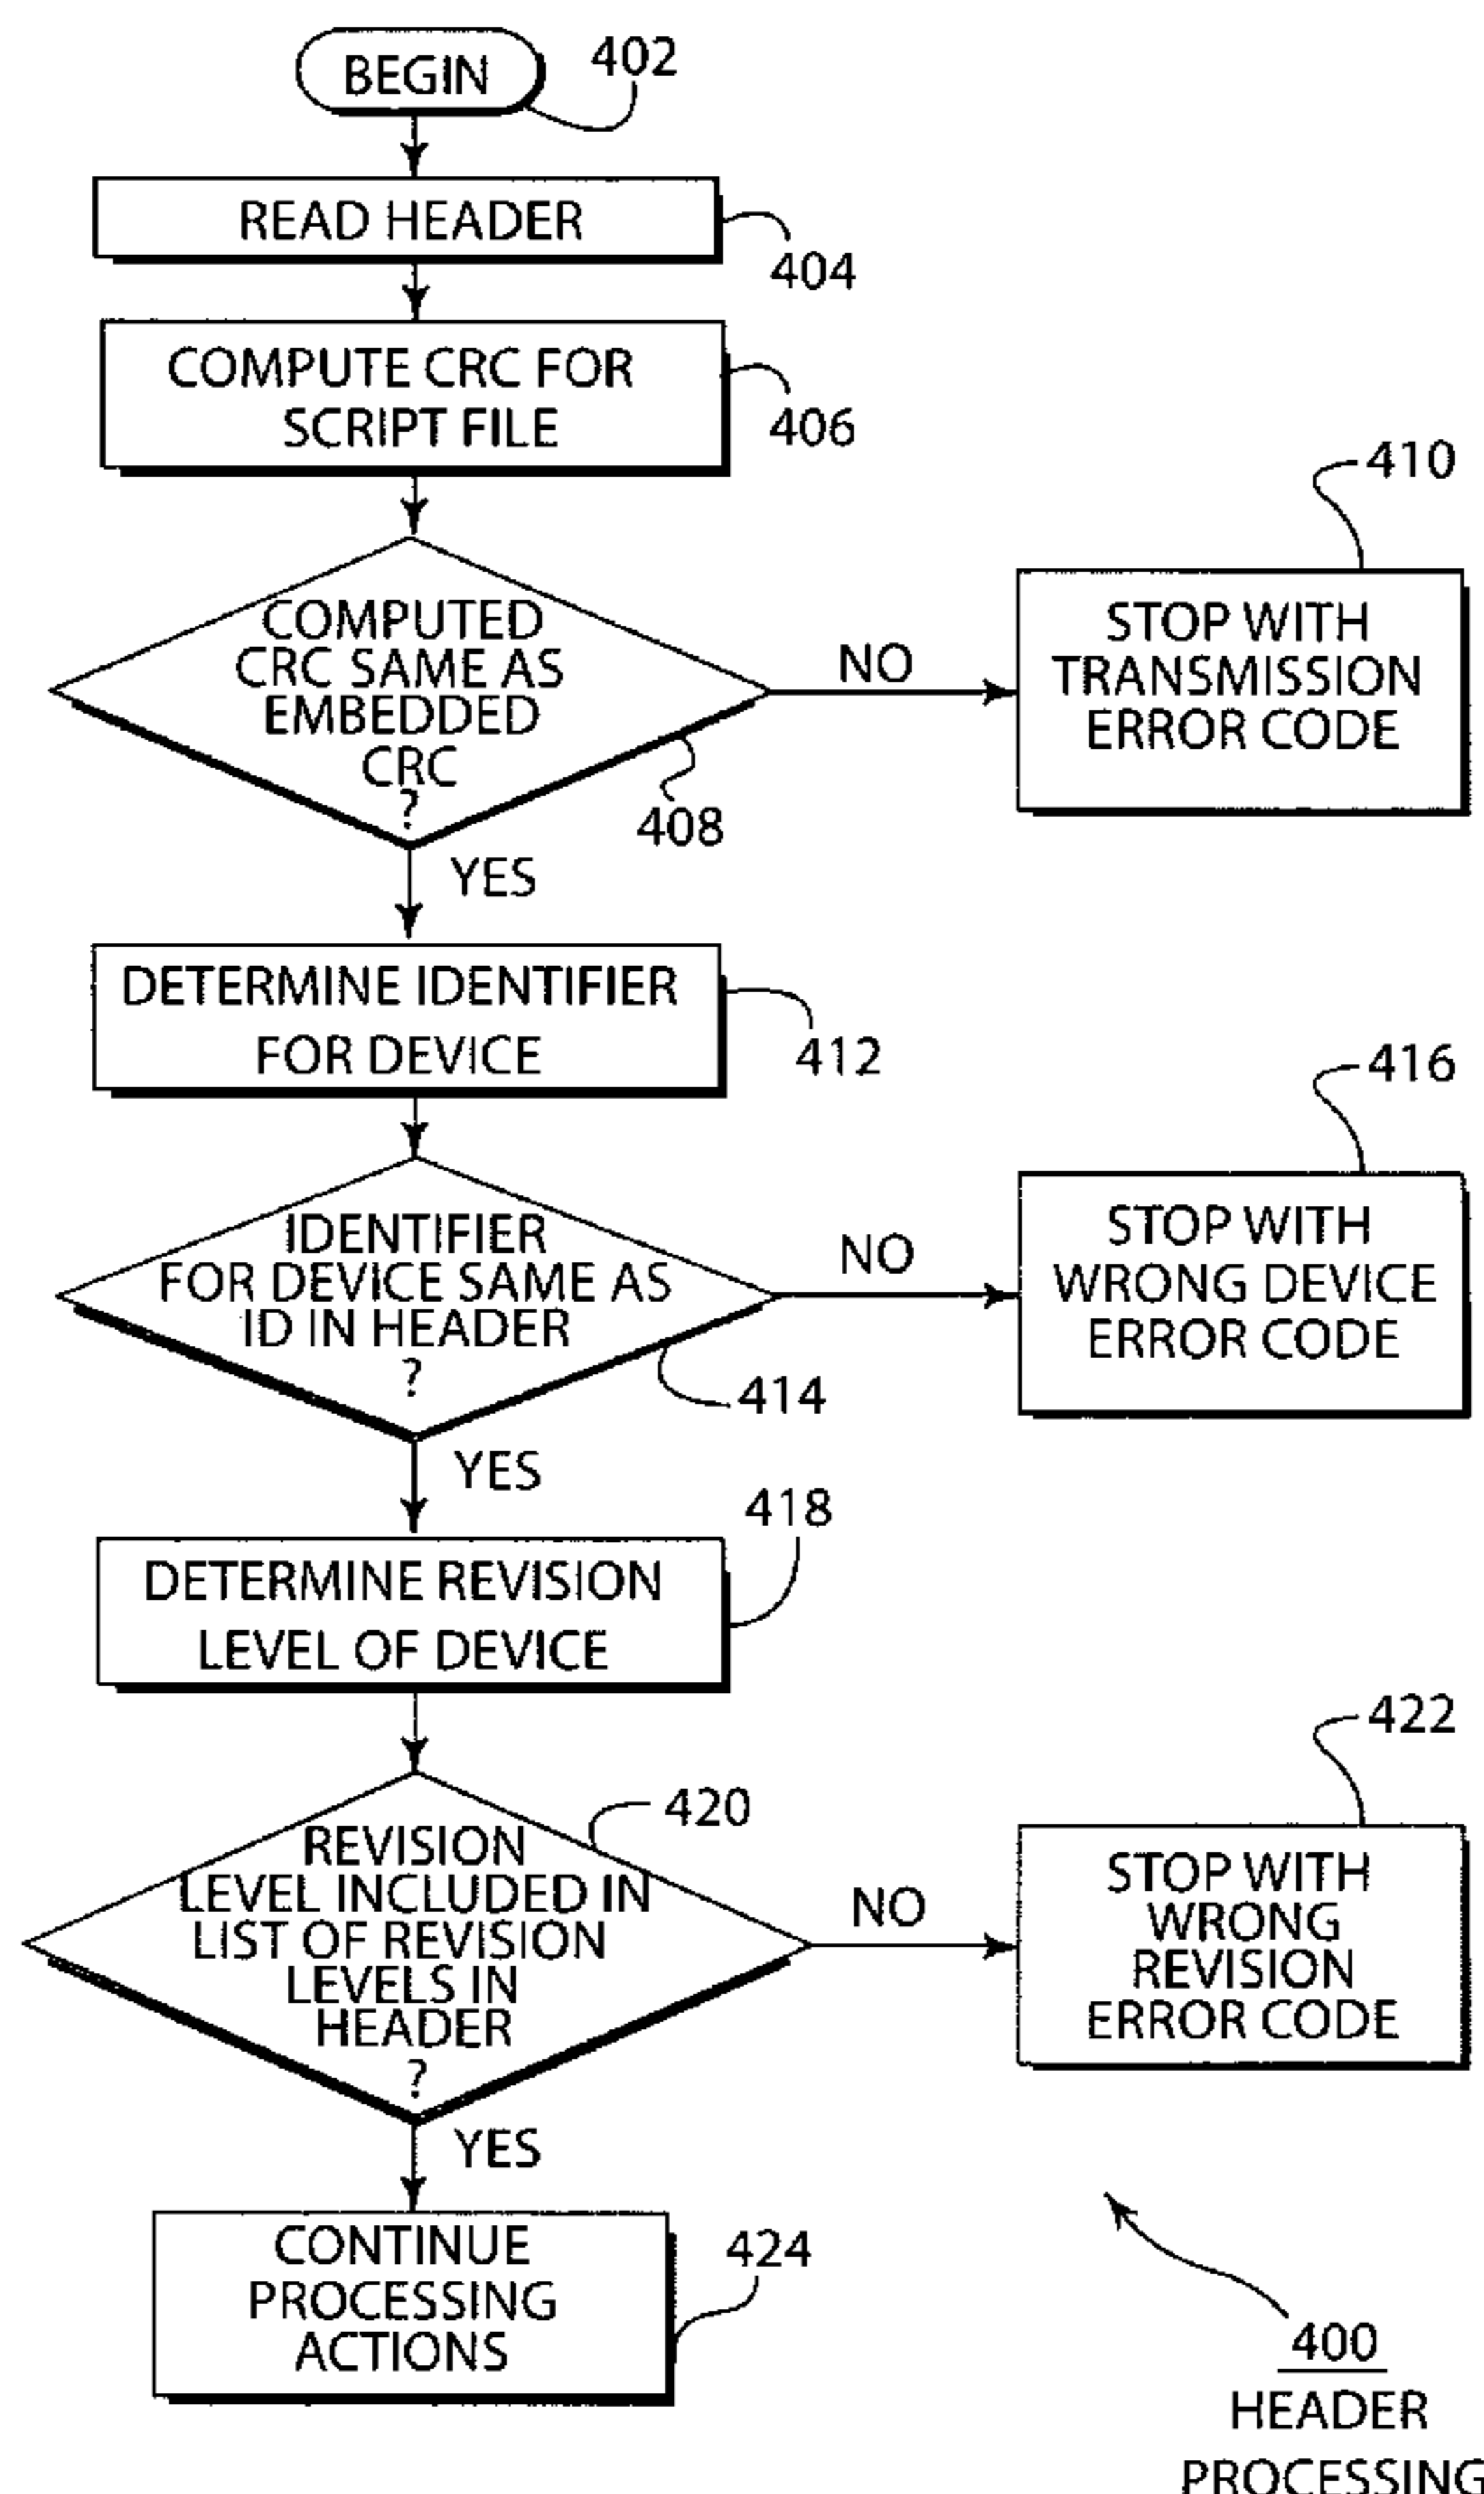 BEGIN
402
READ HEADER
404
COMPUTE CRC FOR
SCRIPT FILE
406
COMPUTED
CRC SAME AS
EMBEDDED
CRC
?
408
NO
410
STOP WITH
TRANSMISSION
ERROR CODE
YES
DETERMINE IDENTIFIER
FOR DEVICE
412
IDENTIFIER
FOR DEVICE SAME AS
ID IN HEADER
?
414
NO
416
STOP WITH
WRONG DEVICE
ERROR CODE
YES
418
DETERMINE REVISION
LEVEL OF DEVICE
420
REVISION
LEVEL INCLUDED IN
LIST OF REVISION
LEVELS IN
HEADER
?
NO
422
STOP WITH
WRONG
REVISION
ERROR CODE
YES
CONTINUE
PROCESSING
ACTIONS
424
400
HEADER
PROCESSING